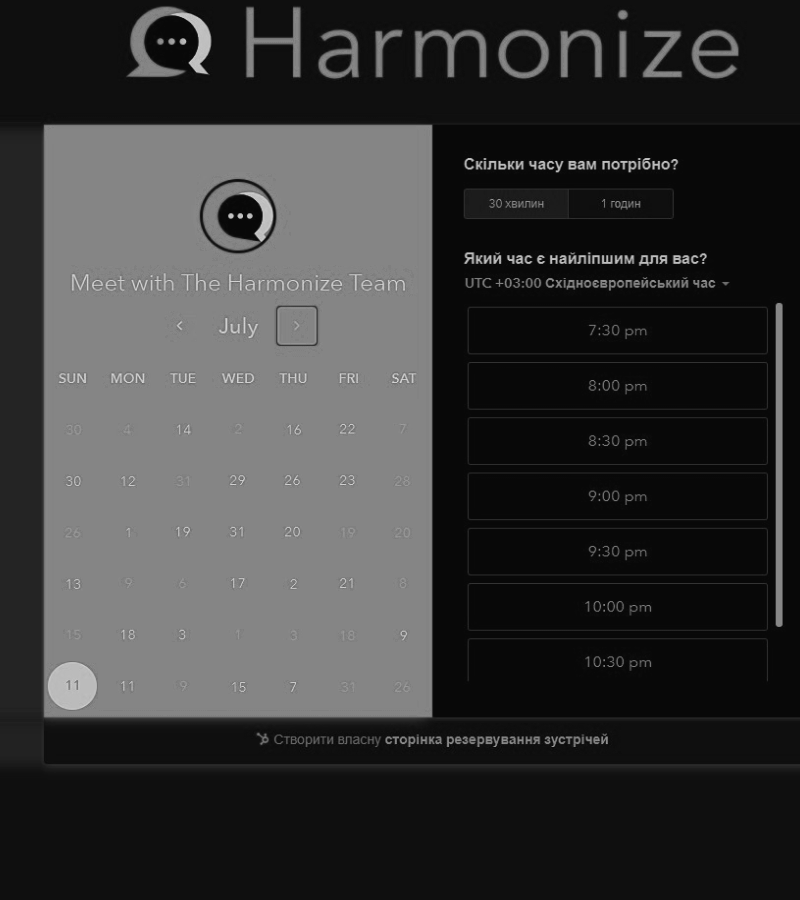 Harmonize
Meet with The Harmonize Team
July
SUN MON TUE WED THU FRI SAT
30 4 14 2 16 22 7
30 12 31 29 26 23 28
26 1 19 31 20 19 20
13 9 6 17 2 21 8
15 18 3 1 3 18 9
11 11 9 15 7 31 26
Скільки часу вам потрібно?
30 хвилин 1 годин
Який час є найліпшим для вас?
UTC +03:00 Східноєвропейський час
7:30 pm
8:00 pm
8:30 pm
9:00 pm
9:30 pm
10:00 pm
10:30 pm
Створити власну сторінка резервування зустрічей